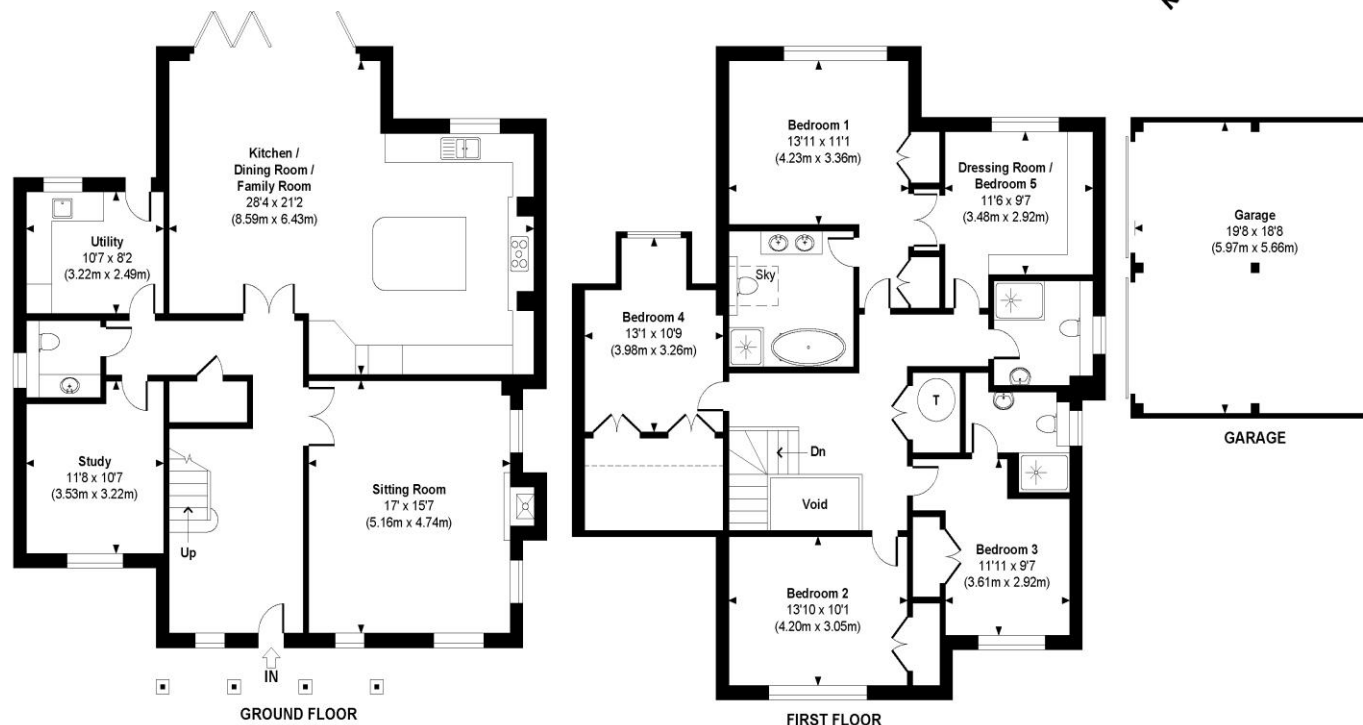 Kitchen /
Dining Room /
Family Room
28'4 x 21'2
(8.59m x 6.43m)
Utility
10'7 x 8'2
(3.22m x 2.49m)
Study
11'8 x 10'7
(3.53m x 3.22m)
Up
Sitting Room
17' x 15'7
(5.16m x 4.74m)
IN
GROUND FLOOR
Bedroom 1
13'11 x 11'1
(4.23m x 3.36m)
Dressing Room /
Bedroom 5
11'6 x 9'7
(3.48m x 2.92m)
Sky
Bedroom 4
13'1 x 10'9
(3.98m x 3.26m)
T
Dn
Void
Bedroom 3
11'11 x 9'7
(3.61m x 2.92m)
Bedroom 2
13'10 x 10'1
(4.20m x 3.05m)
FIRST FLOOR
Garage
19'8 x 18'8
(5.97m x 5.66m)
GARAGE